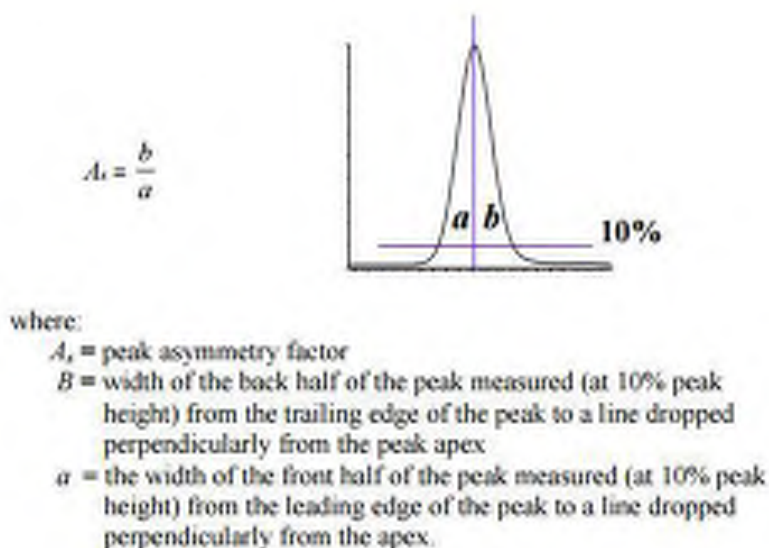 Aₛ = b
a
a b
10%
where:
Aₛ = peak asymmetry factor
B = width of the back half of the peak measured (at 10% peak
height) from the trailing edge of the peak to a line dropped
perpendicularly from the peak apex
a = the width of the front half of the peak measured (at 10% peak
height) from the leading edge of the peak to a line dropped
perpendicularly from the apex.